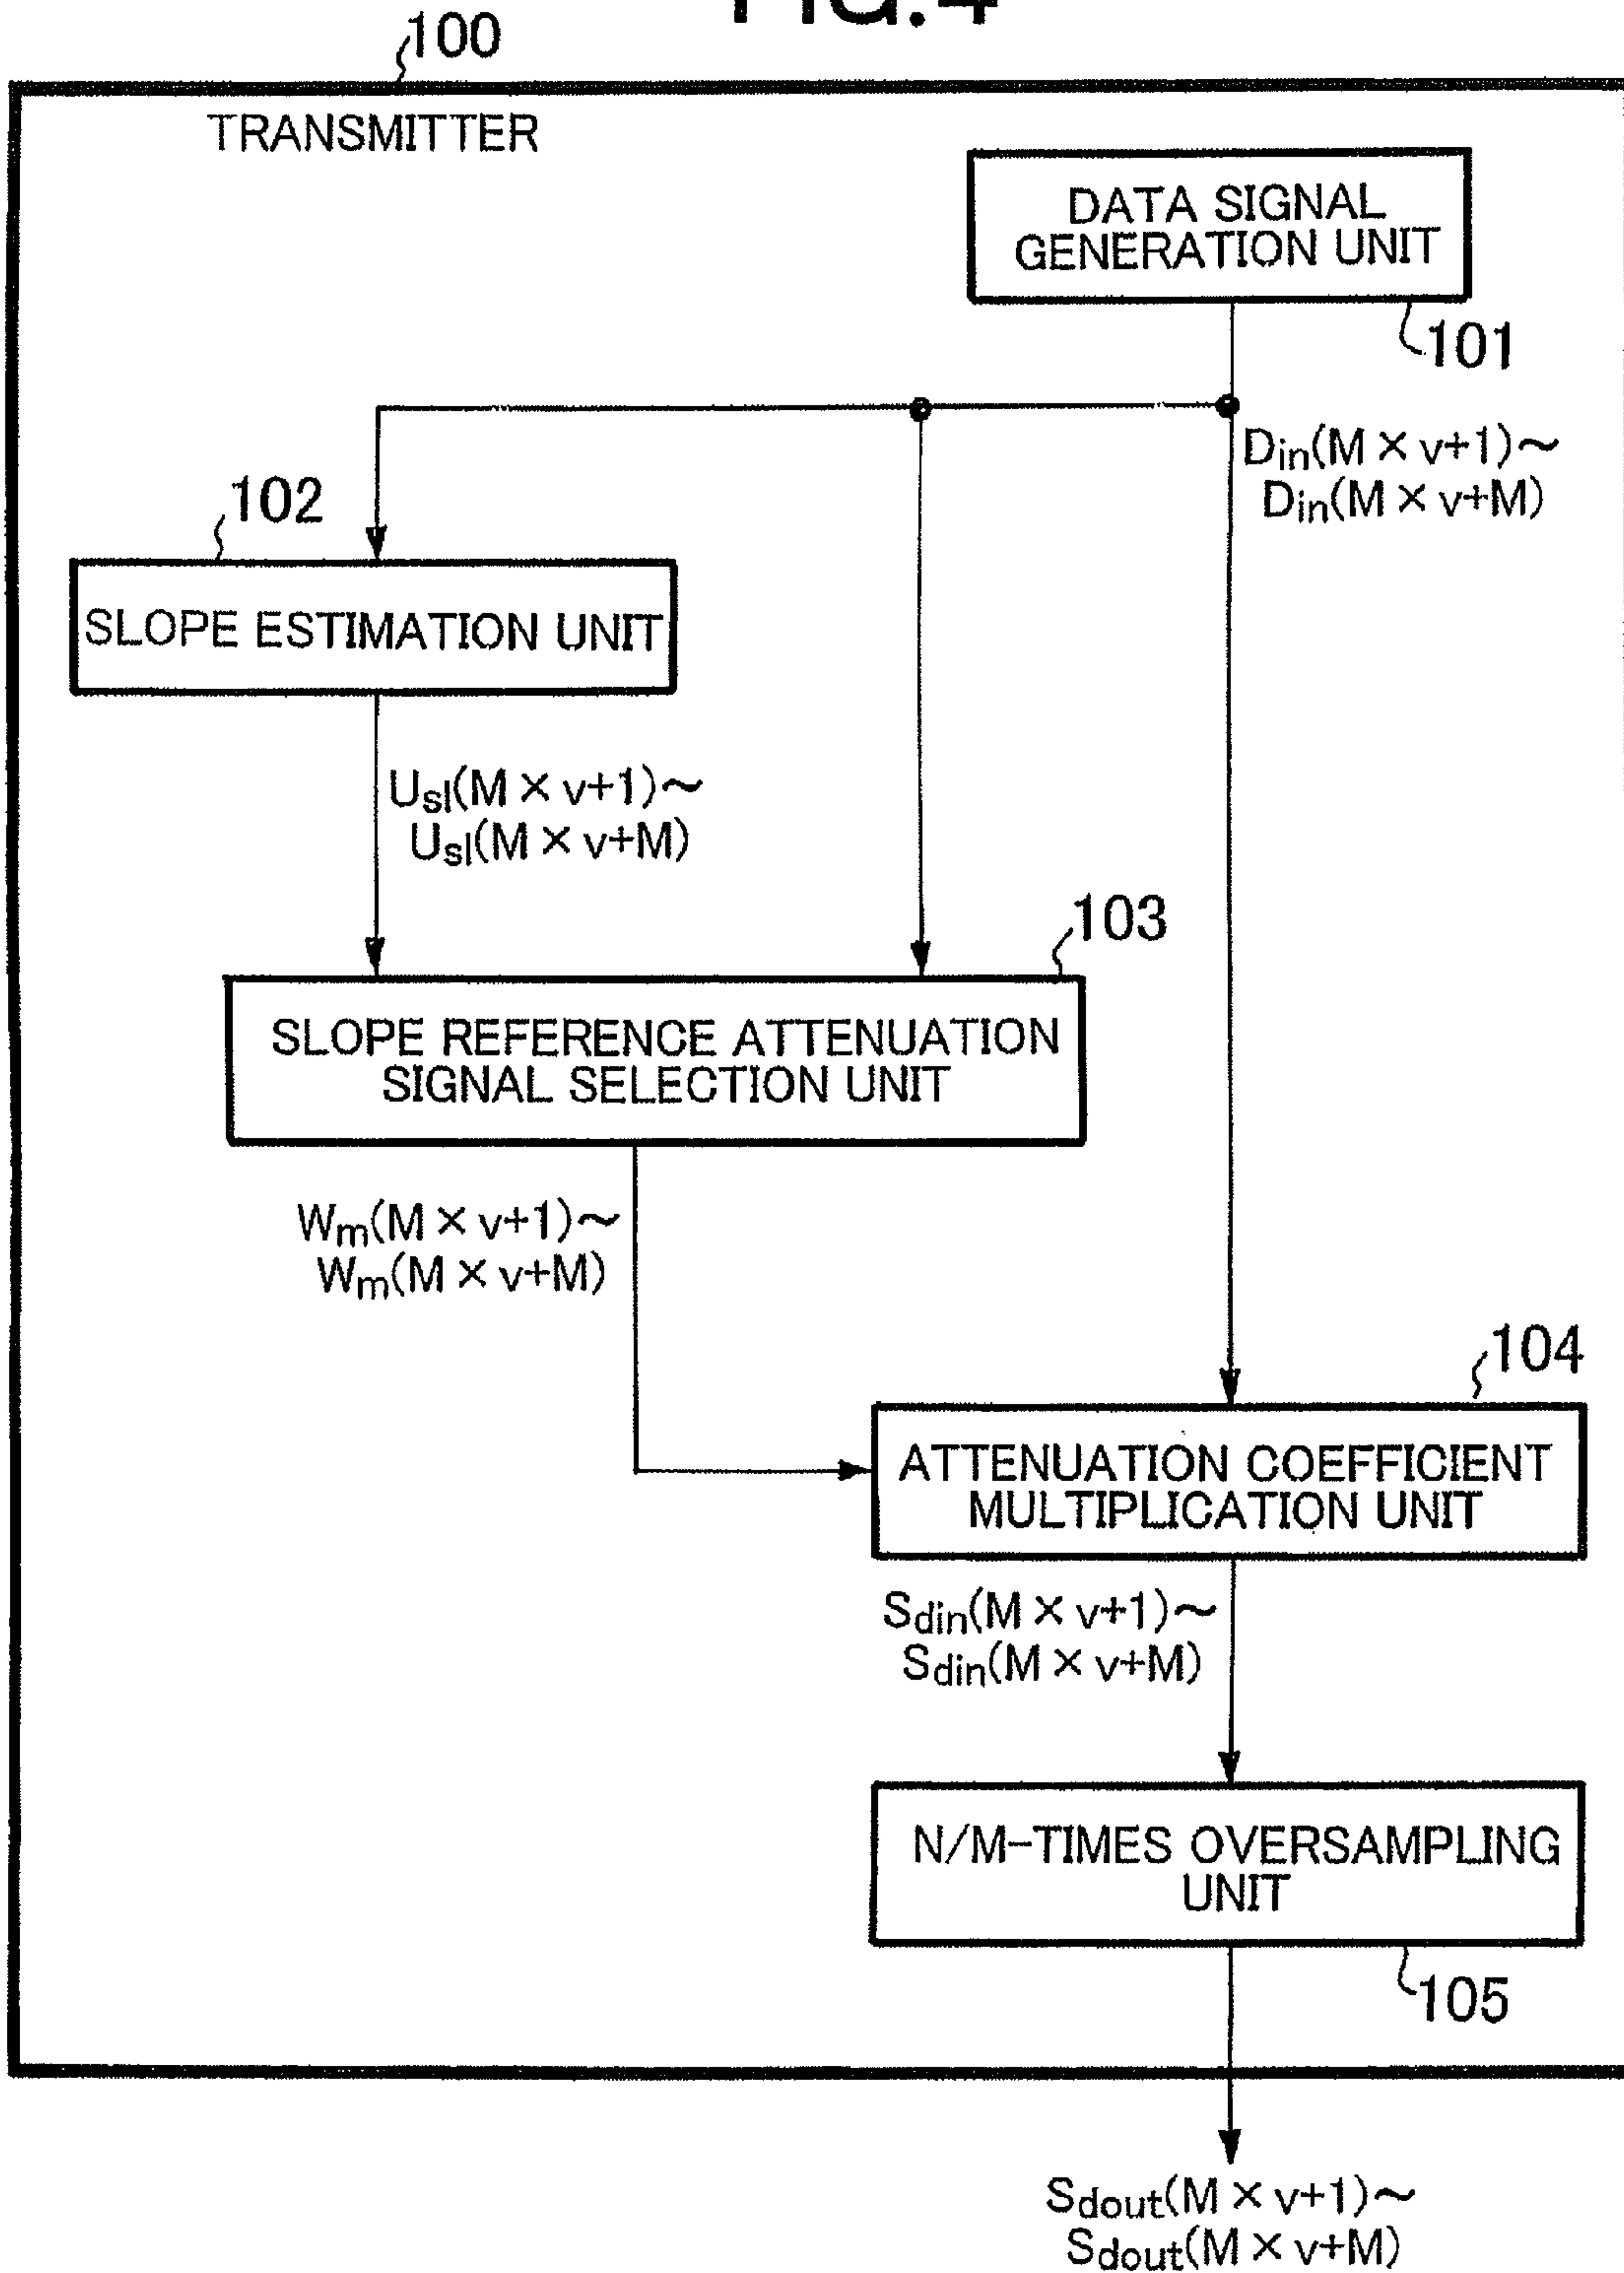 FIG.4
100
TRANSMITTER
DATA SIGNAL
GENERATION UNIT
101
Din(M × v+1)~
Din(M × v+M)
102
SLOPE ESTIMATION UNIT
Usl(M × v+1)~
Usl(M × v+M)
103
SLOPE REFERENCE ATTENUATION
SIGNAL SELECTION UNIT
Wm(M × v+1)~
Wm(M × v+M)
104
ATTENUATION COEFFICIENT
MULTIPLICATION UNIT
Sdin(M × v+1)~
Sdin(M × v+M)
N/M-TIMES OVERSAMPLING
UNIT
105
Sdout(M × v+1)~
Sdout(M × v+M)